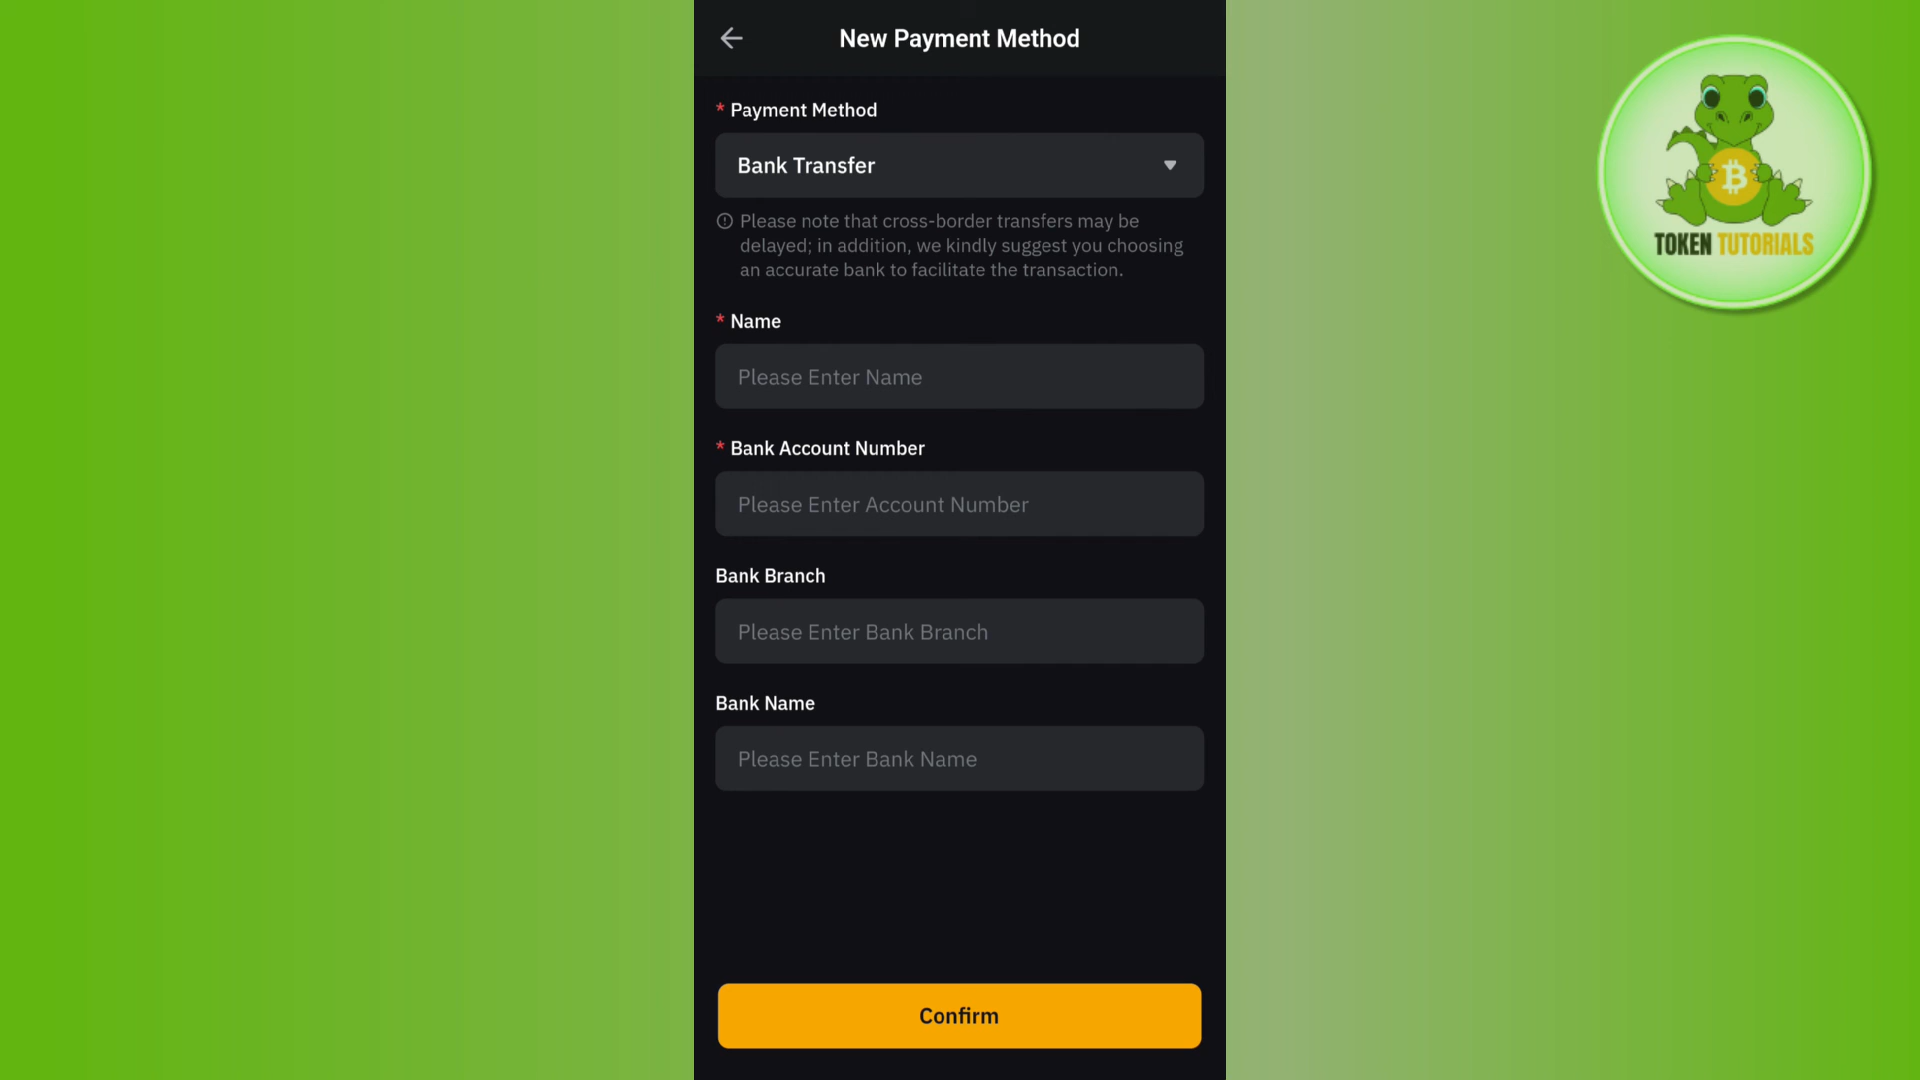 New Payment Method
* Payment Method
Bank Transfer
Please note that cross-border transfers may be
delayed; in addition, we kindly suggest you choosing
an accurate bank to facilitate the transaction.
* Name
Please Enter Name
* Bank Account Number
Please Enter Account Number
Bank Branch
Please Enter Bank Branch
Bank Name
Please Enter Bank Name
Confirm
TOKEN TUTORIALS